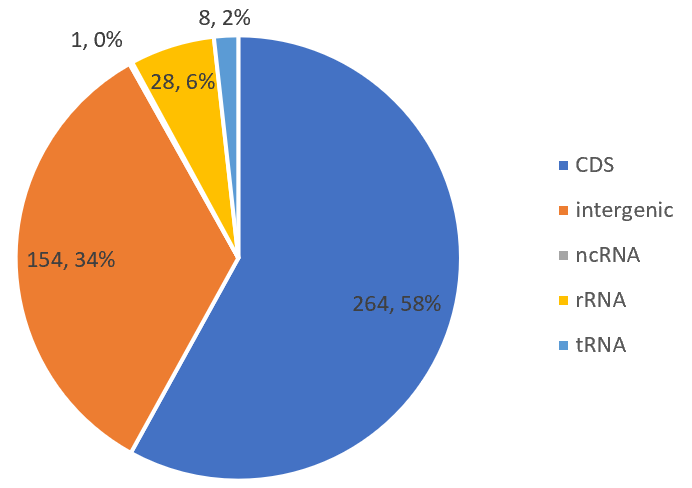 8, 2%
1, 0%
28, 6%
154, 34%
264, 58%
CDS
intergenic
ncRNA
rRNA
tRNA